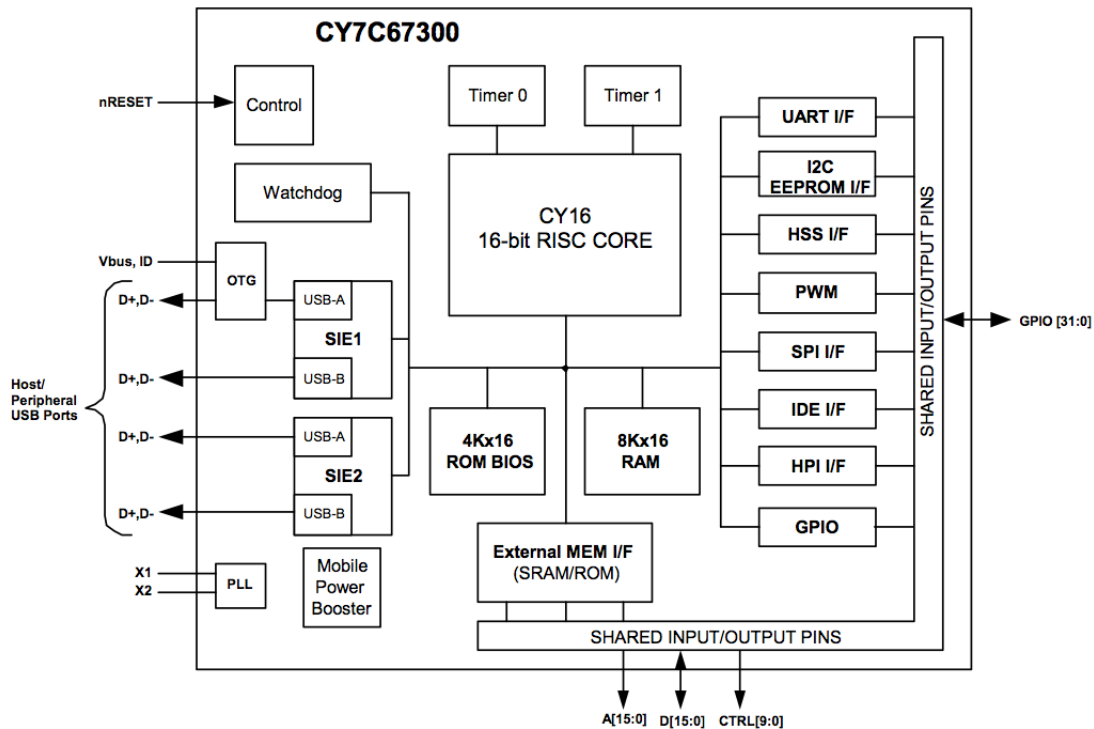 CY7C67300
nRESET
Control
Timer 0
Timer 1
UART I/F
Watchdog
I2C
EEPROM I/F
CY16
16-bit RISC CORE
HSS I/F
Vbus, ID
OTG
D+,D-
USB-A
SIE1
USB-B
D+,D-
PWM
SPI I/F
IDE I/F
HPI I/F
GPIO
SHARED INPUT/OUTPUT PINS
GPIO [31:0]
Host/
Peripheral
USB Ports
D+,D-
USB-A
SIE2
USB-B
D+,D-
4Kx16
ROM BIOS
8Kx16
RAM
External MEM I/F
(SRAM/ROM)
X1
X2
PLL
Mobile
Power
Booster
SHARED INPUT/OUTPUT PINS
A[15:0]
D[15:0]
CTRL[9:0]